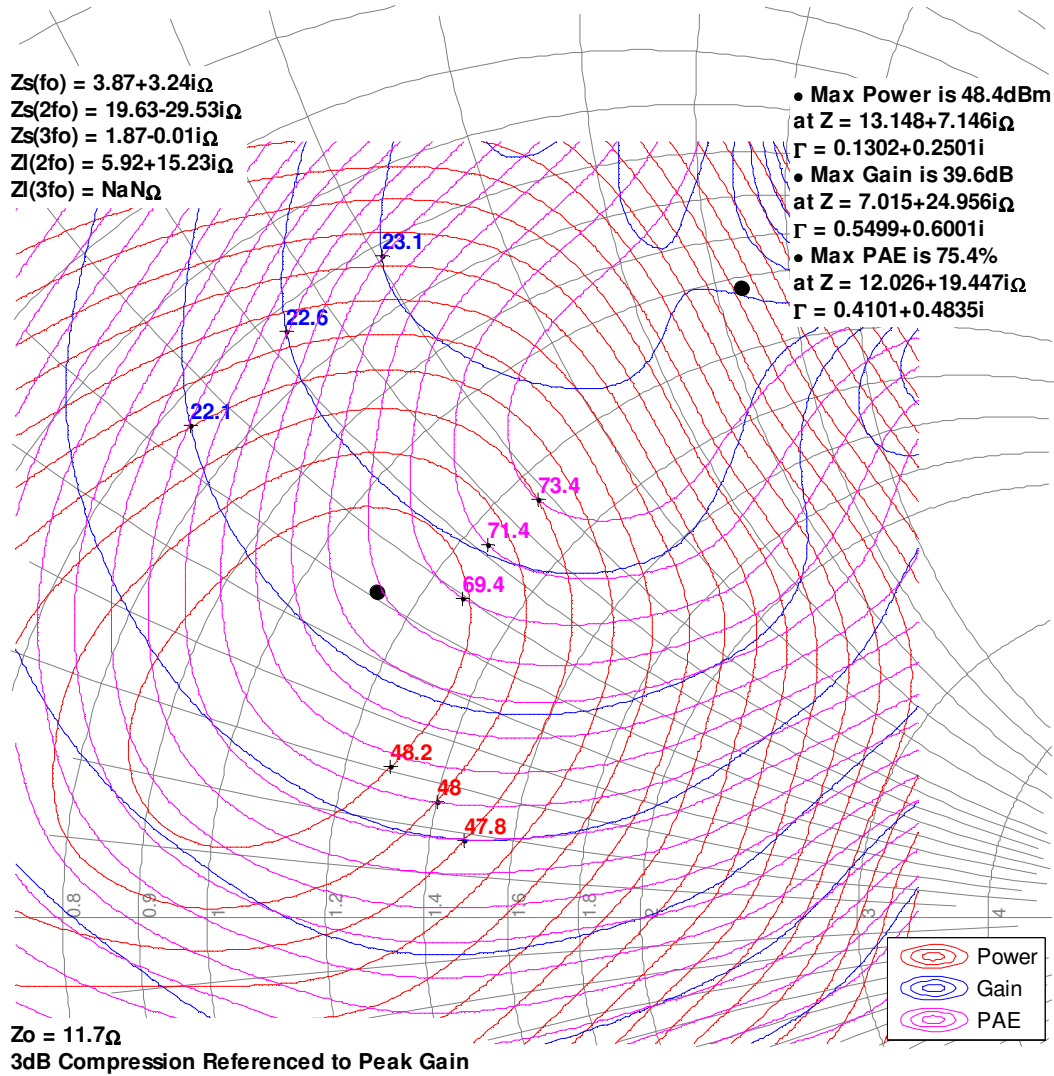 Zs(fo) = 3.87+3.24iΩ
Zs(2fo) = 19.63-29.53iΩ
Zs(3fo) = 1.87-0.01iΩ
Zl(2fo) = 5.92+15.23iΩ
Zl(3fo) = NaNΩ
• Max Power is 48.4dBm
at Z = 13.148+7.146iΩ
Γ = 0.1302+0.2501i
• Max Gain is 39.6dB
at Z = 7.015+24.956iΩ
Γ = 0.5499+0.6001i
• Max PAE is 75.4%
at Z = 12.026+19.447iΩ
Γ = 0.4101+0.4835i
23.1
22.6
22.1
73.4
71.4
69.4
48.2
48
47.8
0.8
0.9
1
1.2
1.4
1.6
1.8
2
3
4
Power
Gain
PAE
Zo = 11.7Ω
3dB Compression Referenced to Peak Gain